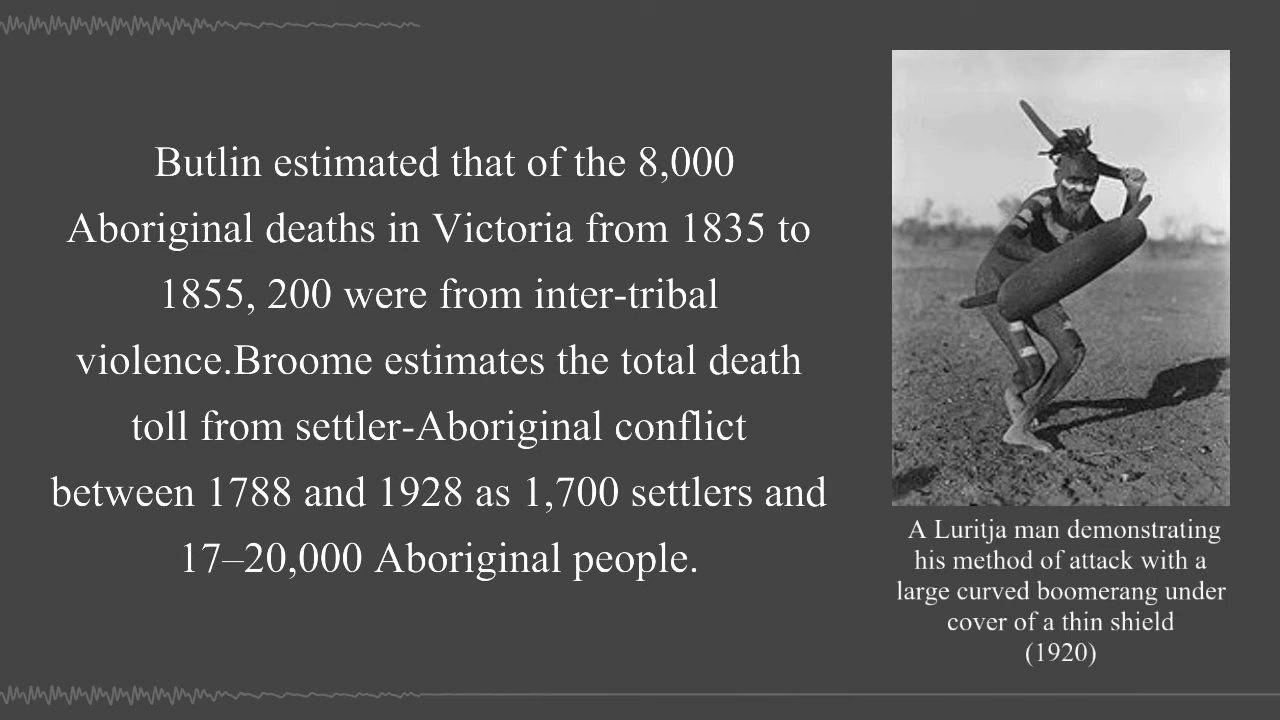 Butlin estimated that of the 8,000
Aboriginal deaths in Victoria from 1835 to
1855, 200 were from inter-tribal
violence.Broome estimates the total death
toll from settler-Aboriginal conflict
between 1788 and 1928 as 1,700 settlers and
17–20,000 Aboriginal people.
A Luritja man demonstrating
his method of attack with a
large curved boomerang under
cover of a thin shield
(1920)